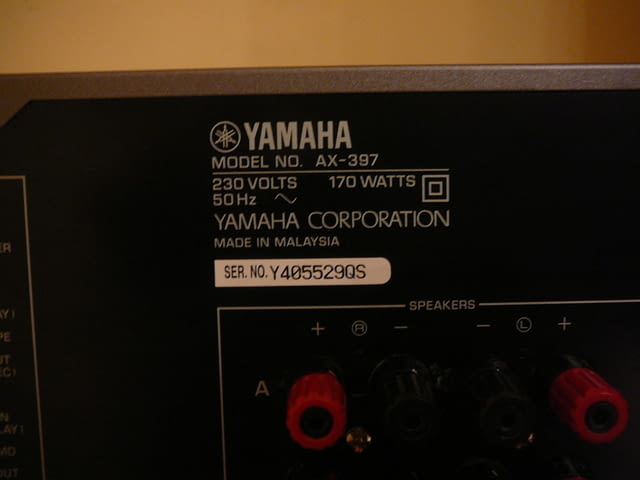 YAMAHA
MODEL NO. AX-397
230 VOLTS 170 WATTS
50 Hz
YAMAHA CORPORATION
MADE IN MALAYSIA
SER. NO. Y405529QS
SPEAKERS
+ R - - L +
A